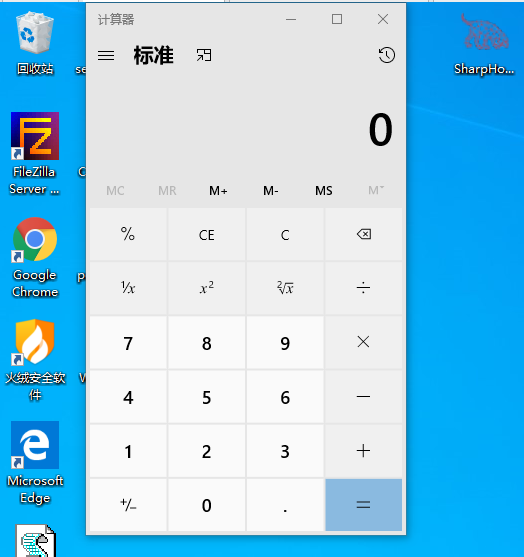 计算器
标准
0
MC MR M+ M- MS M˅
% CE C
¹/x x² ²√x ÷
7 8 9 ×
4 5 6 −
1 2 3 +
+/− 0 . =
回收站
se
FileZilla
Server ...
C
Google
Chrome
p
火绒安全软
件
W
Microsoft
Edge
SharpHo...